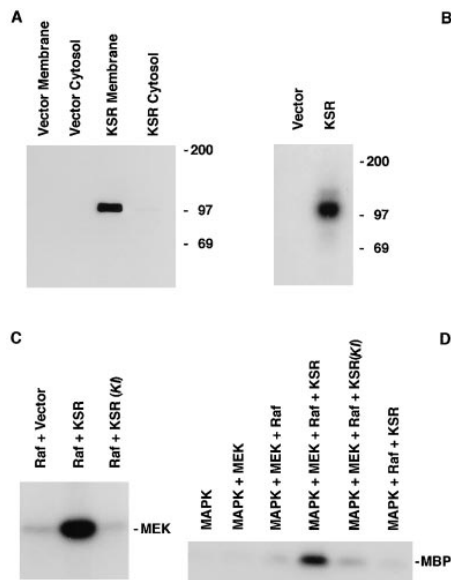 A
Vector Membrane
Vector Cytosol
KSR Membrane
KSR Cytosol
-200
- 97
- 69
B
Vector
KSR
- 200
- 97
- 69
C
Raf + Vector
Raf + KSR
Raf + KSR (KI)
-MEK
D
MAPK
MAPK + MEK
MAPK + MEK + Raf
MAPK + MEK + Raf + KSR
MAPK + MEK + Raf + KSR(KI)
MAPK + Raf + KSR
-MBP